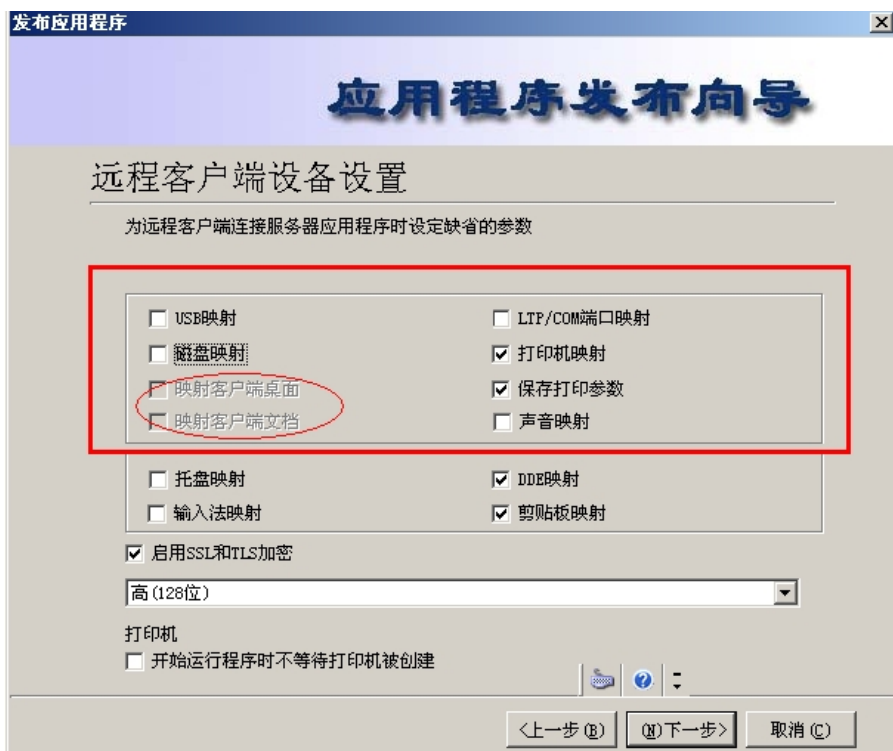 发布应用程序
应用程序发布向导
远程客户端设备设置
为远程客户端连接服务器应用程序时设定缺省的参数
USB映射
LTP/COM端口映射
磁盘映射
打印机映射
映射客户端桌面
保存打印参数
映射客户端文档
声音映射
托盘映射
DDE映射
输入法映射
剪贴板映射
启用SSL和TLS加密
高(128位)
打印机
开始运行程序时不等待打印机被创建
<上一步(B)
(N)下一步>
取消(C)